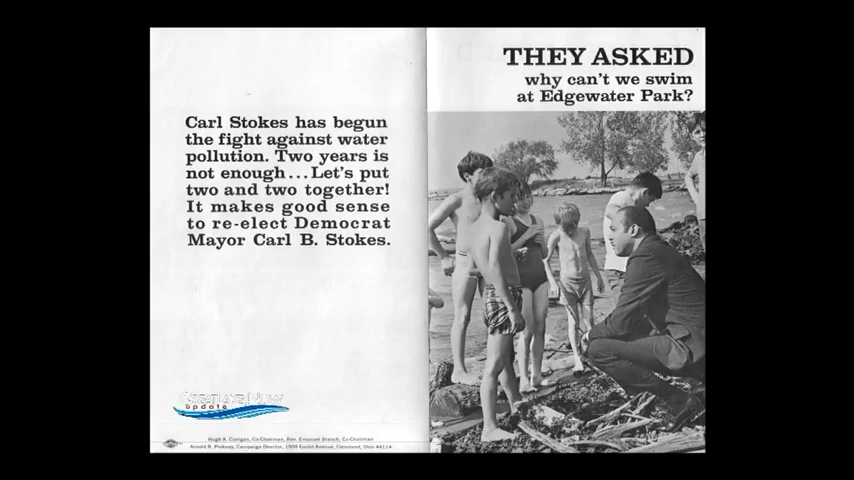 Carl Stokes has begun
the fight against water
pollution. Two years is
not enough...Let's put
two and two together!
It makes good sense
to re-elect Democrat
Mayor Carl B. Stokes.
update
Hugh A. Corrigan, Co-Chairman, Rev. Emanuel Branch, Co-Chairman
Arnold R. Pinkney, Campaign Director, 1900 Euclid Avenue, Cleveland, Ohio 44114
THEY ASKED
why can't we swim
at Edgewater Park?